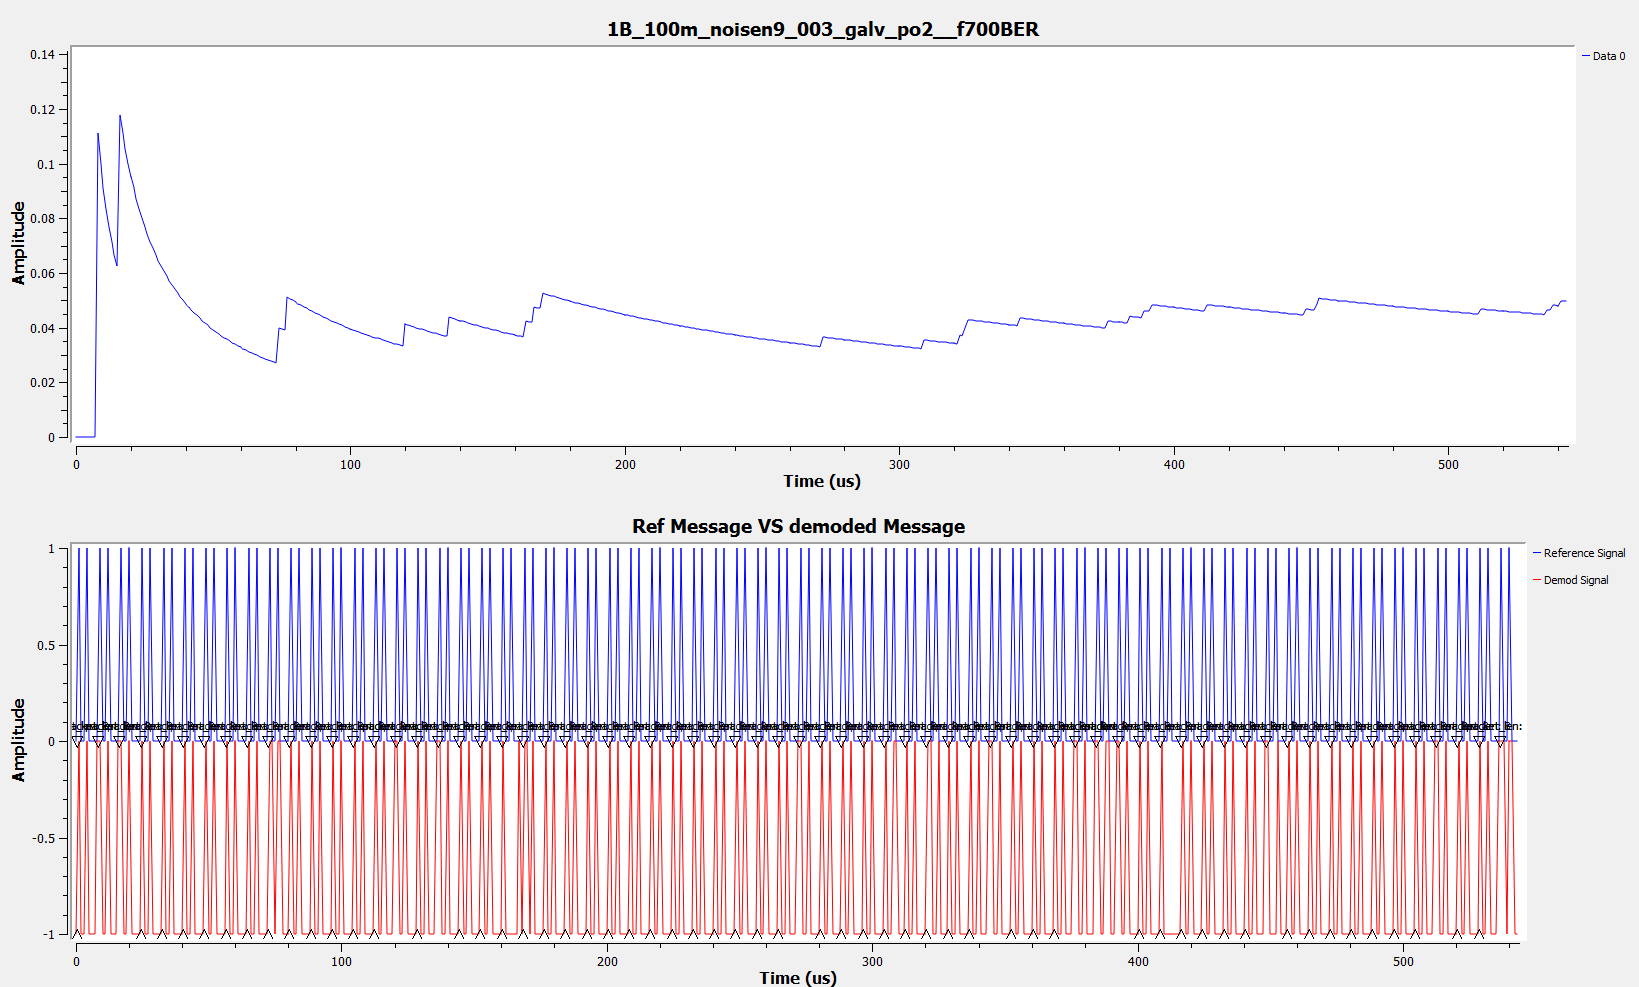 1B_100m_noisen9_003_galv_po2__f700BER
Data 0
0.14
0.12
0.1
0.08
0.06
0.04
0.02
0
Amplitude
0 100 200 300 400 500
Time (us)
Ref Message VS demoded Message
Reference Signal
Demod Signal
1
0.5
0
-0.5
-1
Amplitude
0 100 200 300 400 500
Time (us)